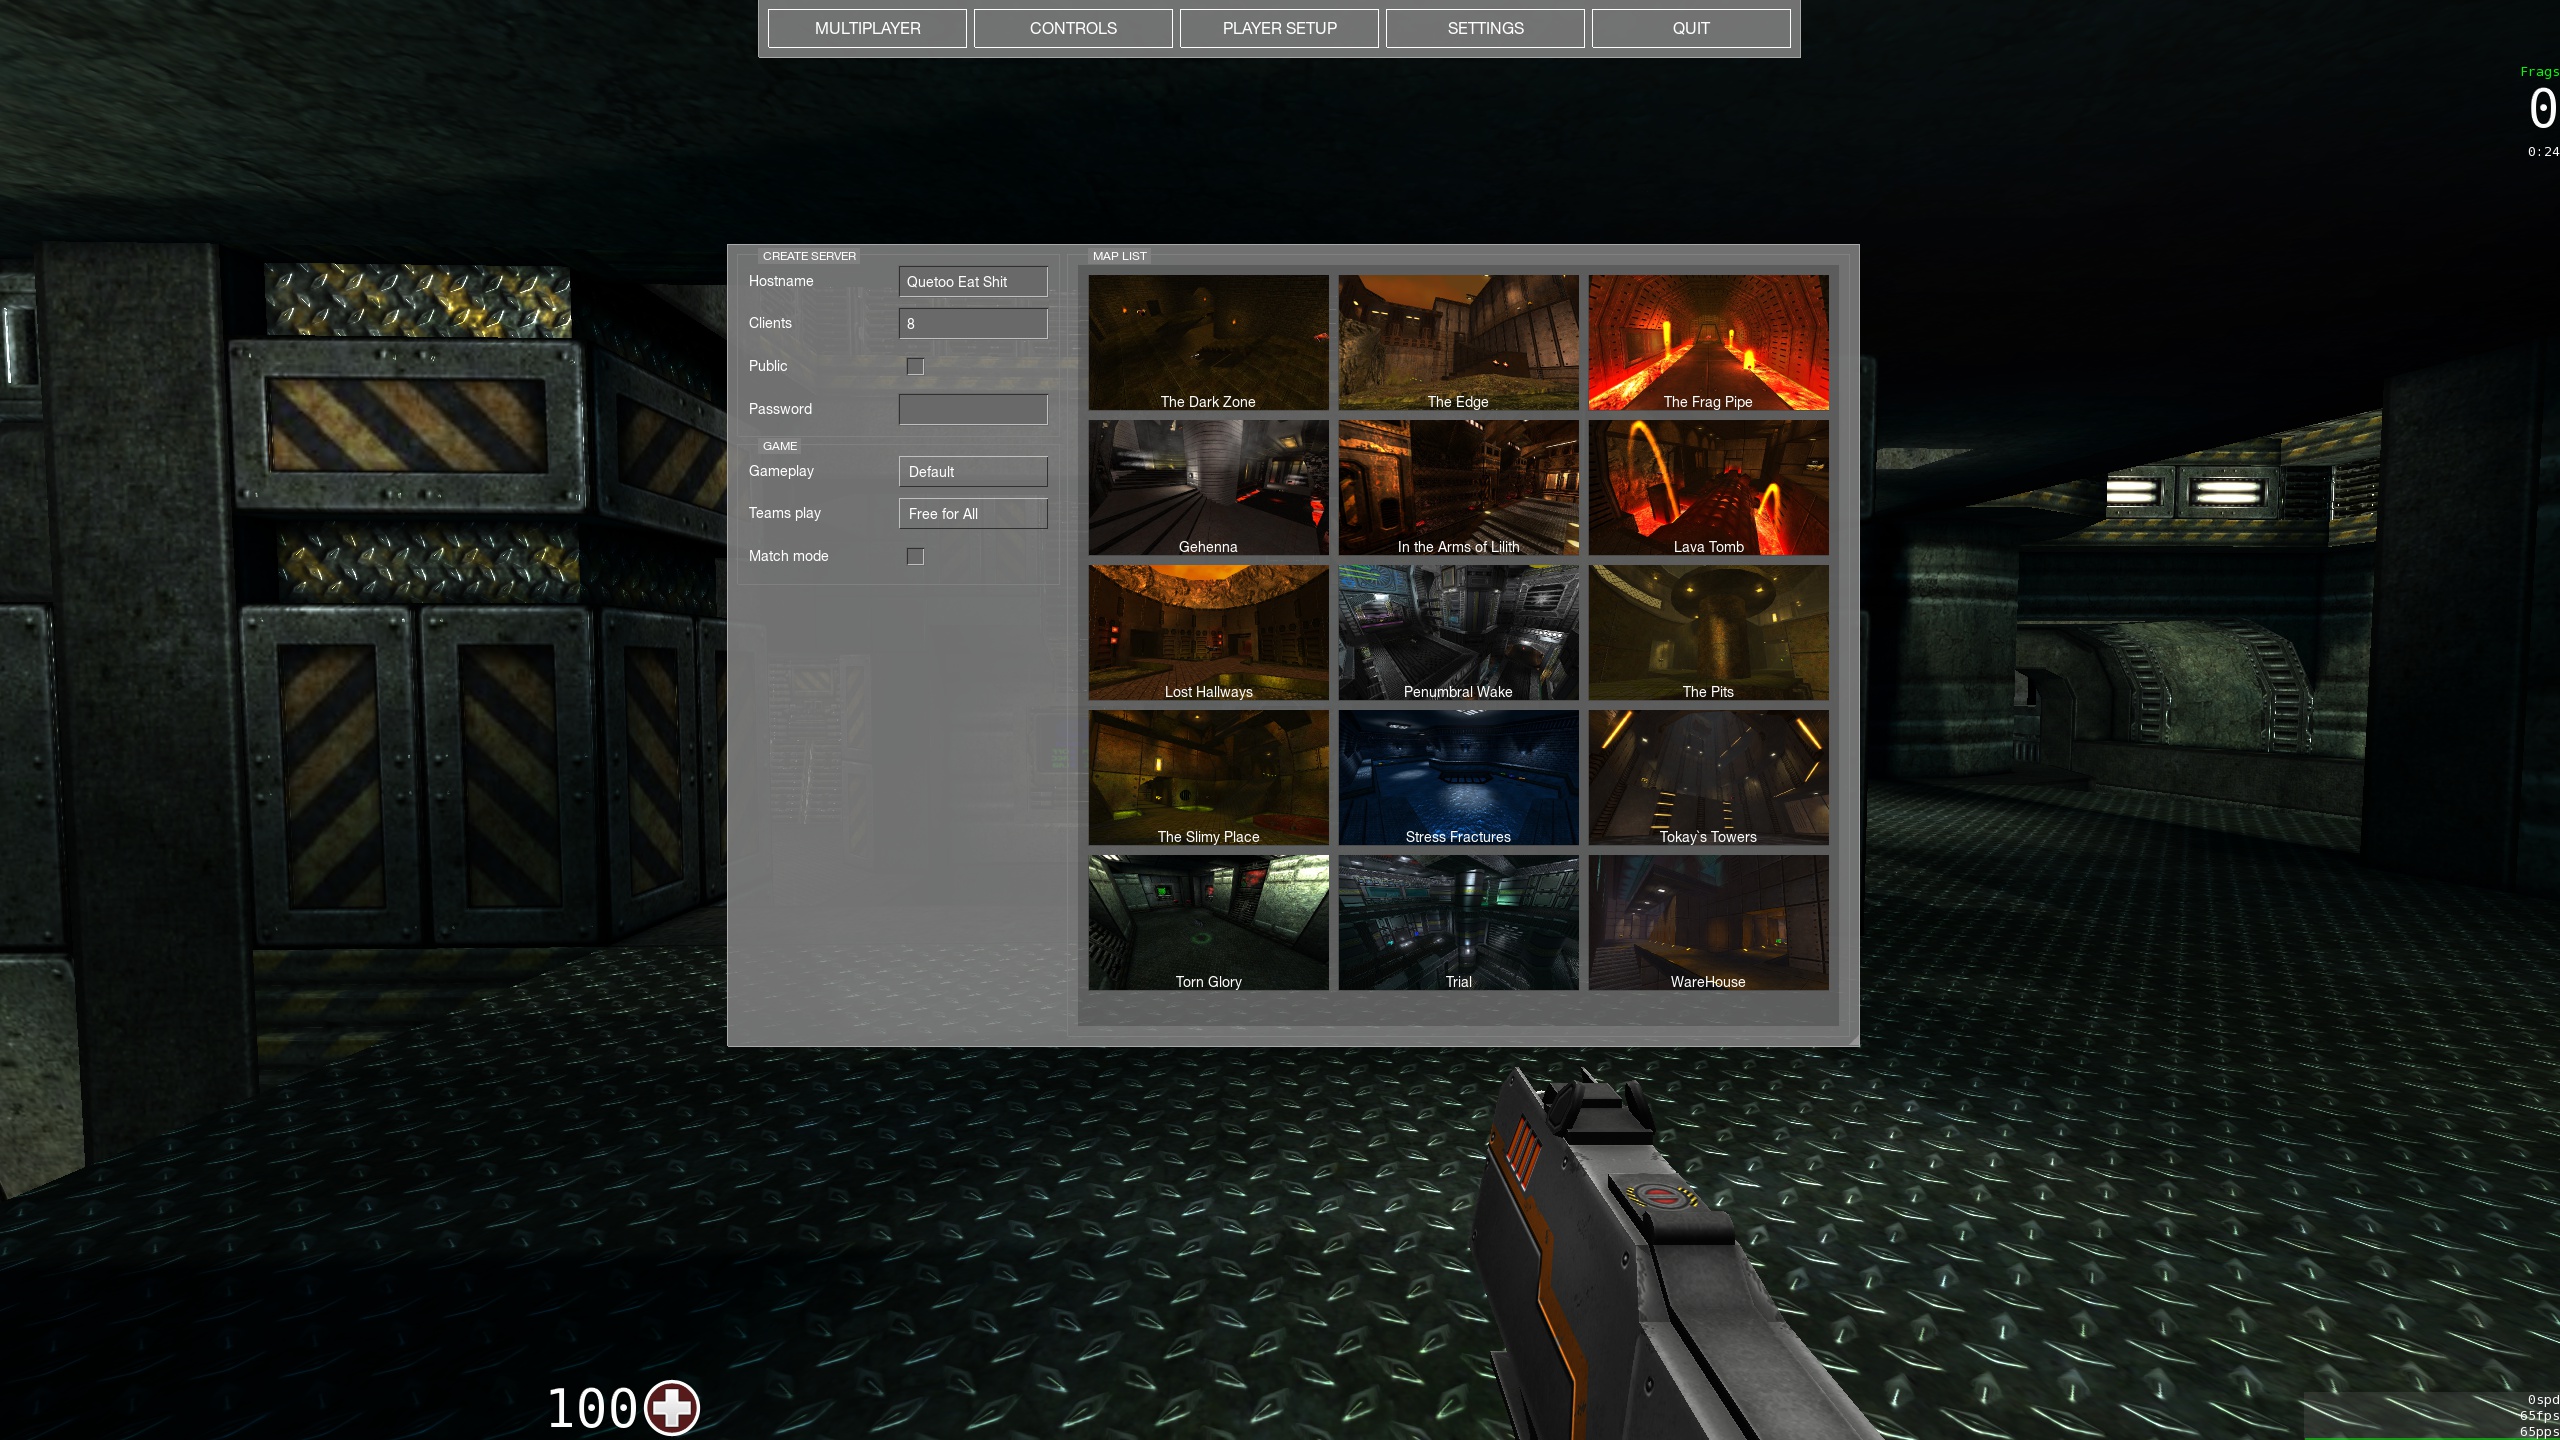 MULTIPLAYER CONTROLS PLAYER SETUP SETTINGS QUIT
Frags
0
0:24
CREATE SERVER
Hostname Quetoo Eat Shit
Clients 8
Public
Password
GAME
Gameplay Default
Teams play Free for All
Match mode
MAP LIST
The Dark Zone The Edge The Frag Pipe
Gehenna In the Arms of Lilith Lava Tomb
Lost Hallways Penumbral Wake The Pits
The Slimy Place Stress Fractures Tokay`s Towers
Torn Glory Trial WareHouse
100
0spd
65fps
65pps